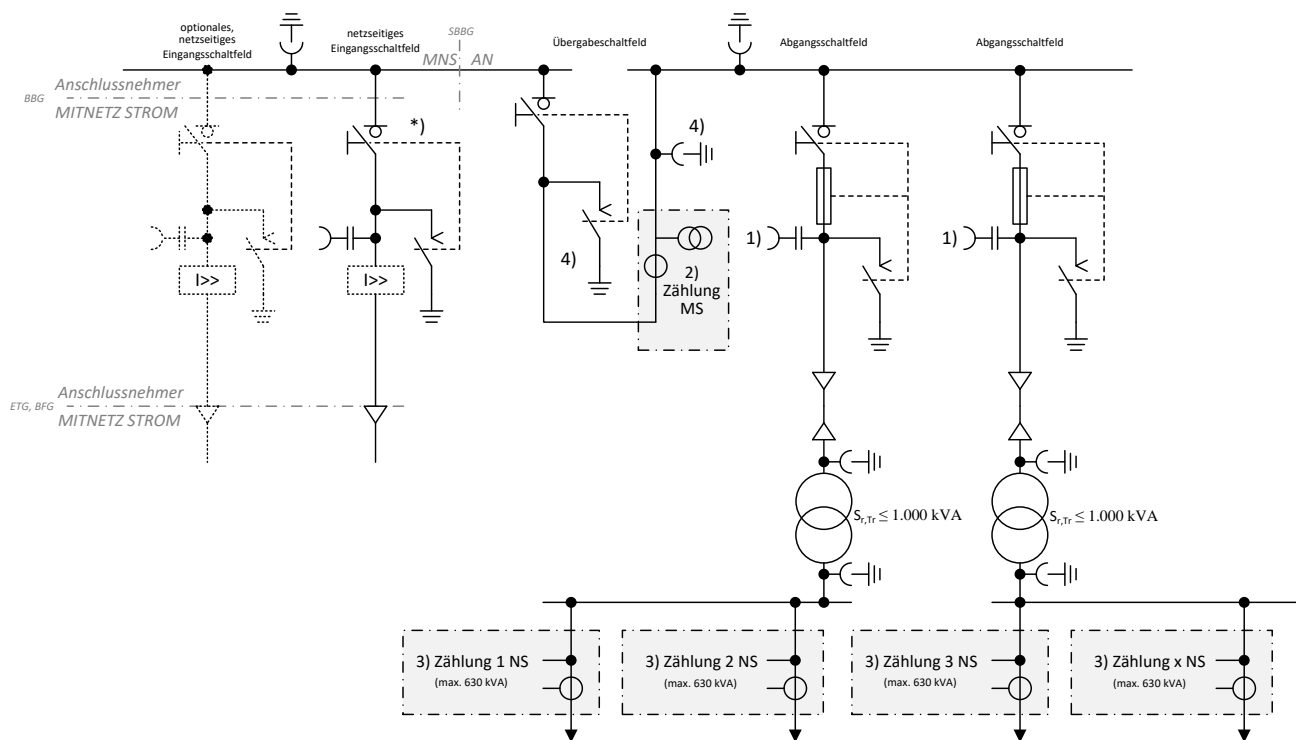 optionales,
netzseitiges
Eingangsschaltfeld
netzseitiges
Eingangsschaltfeld
SBBG
MNS AN
Übergabeschaltfeld
Abgangsschaltfeld
Abgangsschaltfeld
Anschlussnehmer
BBG
MITNETZ STROM
*)
4)
4)
1)
1)
2)
Zählung
MS
I>>
I>>
Anschlussnehmer
ETG, BFG
MITNETZ STROM
Sr,Tr ≤ 1.000 kVA
Sr,Tr ≤ 1.000 kVA
3) Zählung 1 NS
(max. 630 kVA)
3) Zählung 2 NS
(max. 630 kVA)
3) Zählung 3 NS
(max. 630 kVA)
3) Zählung x NS
(max. 630 kVA)